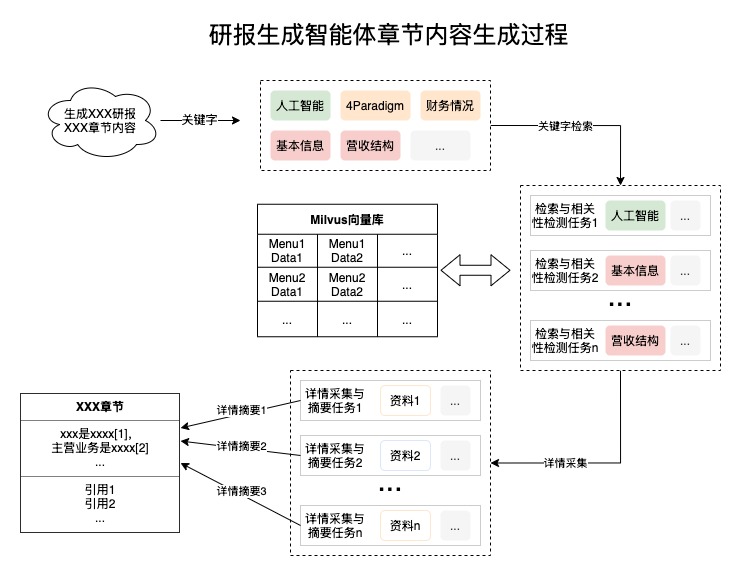 研报生成智能体章节内容生成过程
生成XXX研报
XXX章节内容
关键字
人工智能
4Paradigm
财务情况
基本信息
营收结构
...
关键字检索
检索与相关
性检测任务1
人工智能
...
检索与相关
性检测任务2
基本信息
...
...
检索与相关
性检测任务n
营收结构
...
Milvus向量库
Menu1
Data1
Menu1
Data2
...
Menu2
Data1
Menu2
Data2
...
...
...
...
详情采集
详情采集与
摘要任务1
资料1
...
详情采集与
摘要任务2
资料2
...
...
详情采集与
摘要任务n
资料n
...
详情摘要1
详情摘要2
详情摘要3
XXX章节
xxx是xxxx[1],
主营业务是xxxx[2]
...
引用1
引用2
...